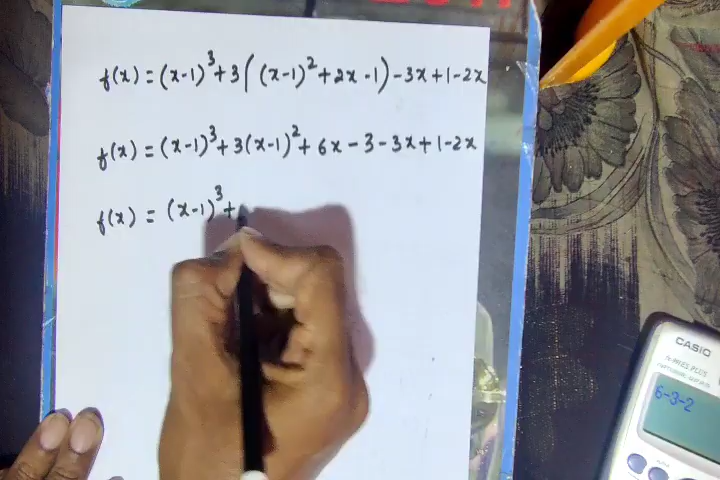 f(x) = (x-1)³+3((x-1)²+2x-1)-3x+1-2x
f(x) = (x-1)³+3(x-1)²+6x-3-3x+1-2x
f(x) = (x-1)³+
CASIO
6-3-2